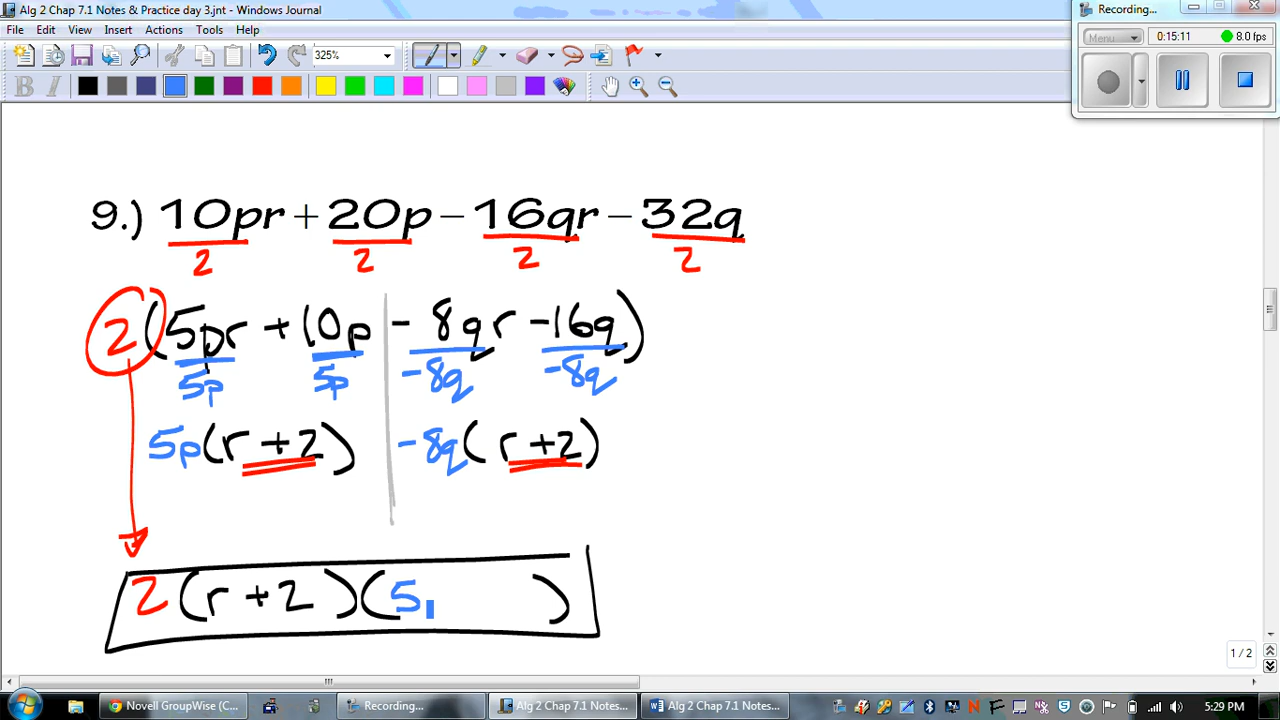 Alg 2 Chap 7.1 Notes & Practice day 3.jnt - Windows Journal
Recording...
File Edit View Insert Actions Tools Help
Menu 0:15:11 8.0 fps
325%
B I
9.) 10pr + 20p − 16qr − 32q
2 2 2 2
2 (5pr + 10p − 8qr − 16q)
5p 5p −8q −8q
5p(r + 2) −8q(r + 2)
2 (r + 2)(5 )
1 / 2
Novell GroupWise (C... Recording... Alg 2 Chap 7.1 Notes... Alg 2 Chap 7.1 Notes... 5:29 PM